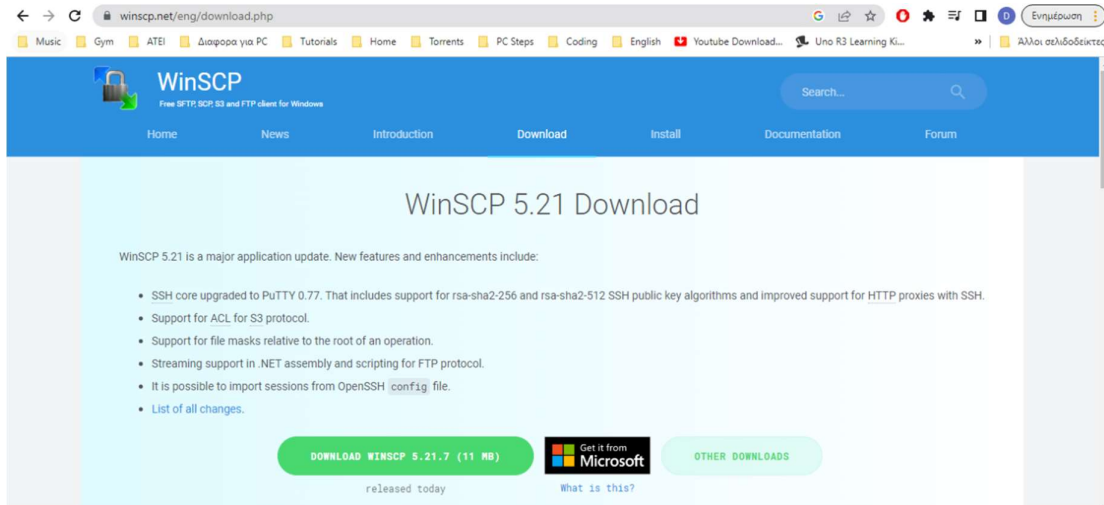 winscp.net/eng/download.php
Ενημέρωση
Music Gym ATEI Διαφορα για PC Tutorials Home Torrents PC Steps Coding English Youtube Download... Uno R3 Learning Ki... » Άλλοι σελιδοδείκτες
WinSCP
Free SFTP, SCP, S3 and FTP client for Windows
Search...
Home News Introduction Download Install Documentation Forum
WinSCP 5.21 Download
WinSCP 5.21 is a major application update. New features and enhancements include:
• SSH core upgraded to PuTTY 0.77. That includes support for rsa-sha2-256 and rsa-sha2-512 SSH public key algorithms and improved support for HTTP proxies with SSH.
• Support for ACL for S3 protocol.
• Support for file masks relative to the root of an operation.
• Streaming support in .NET assembly and scripting for FTP protocol.
• It is possible to import sessions from OpenSSH config file.
• List of all changes.
DOWNLOAD WINSCP 5.21.7 (11 MB)
Get it from
Microsoft
OTHER DOWNLOADS
released today
What is this?